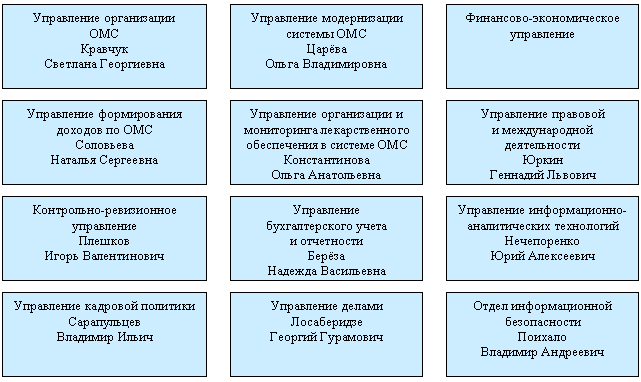 Управление организации
ОМС
Кравчук
Светлана Георгиевна
Управление модернизации
системы ОМС
Царёва
Ольга Владимировна
Финансово-экономическое
управление
Управление формирования
доходов по ОМС
Соловьева
Наталья Сергеевна
Управление организации и
мониторинга лекарственного
обеспечения в системе ОМС
Константинова
Ольга Анатольевна
Управление правовой
и международной
деятельности
Юркин
Геннадий Львович
Контрольно-ревизионное
управление
Плешков
Игорь Валентинович
Управление
бухгалтерского учета
и отчетности
Берёза
Надежда Васильевна
Управление информационно-
аналитических технологий
Нечепоренко
Юрий Алексеевич
Управление кадровой политики
Сарапульцев
Владимир Ильич
Управление делами
Лосаберидзе
Георгий Гурамович
Отдел информационной
безопасности
Поихало
Владимир Андреевич